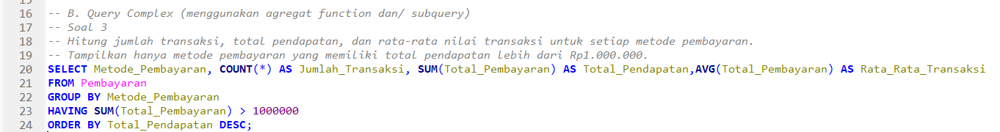 16 -- B. Query Complex (menggunakan agregat function dan/ subquery)
17 -- Soal 3
18 -- Hitung jumlah transaksi, total pendapatan, dan rata-rata nilai transaksi untuk setiap metode pembayaran.
19 -- Tampilkan hanya metode pembayaran yang memiliki total pendapatan lebih dari Rp1.000.000.
20 SELECT Metode_Pembayaran, COUNT(*) AS Jumlah_Transaksi, SUM(Total_Pembayaran) AS Total_Pendapatan,AVG(Total_Pembayaran) AS Rata_Rata_Transaksi
21 FROM Pembayaran
22 GROUP BY Metode_Pembayaran
23 HAVING SUM(Total_Pembayaran) > 1000000
24 ORDER BY Total_Pendapatan DESC;